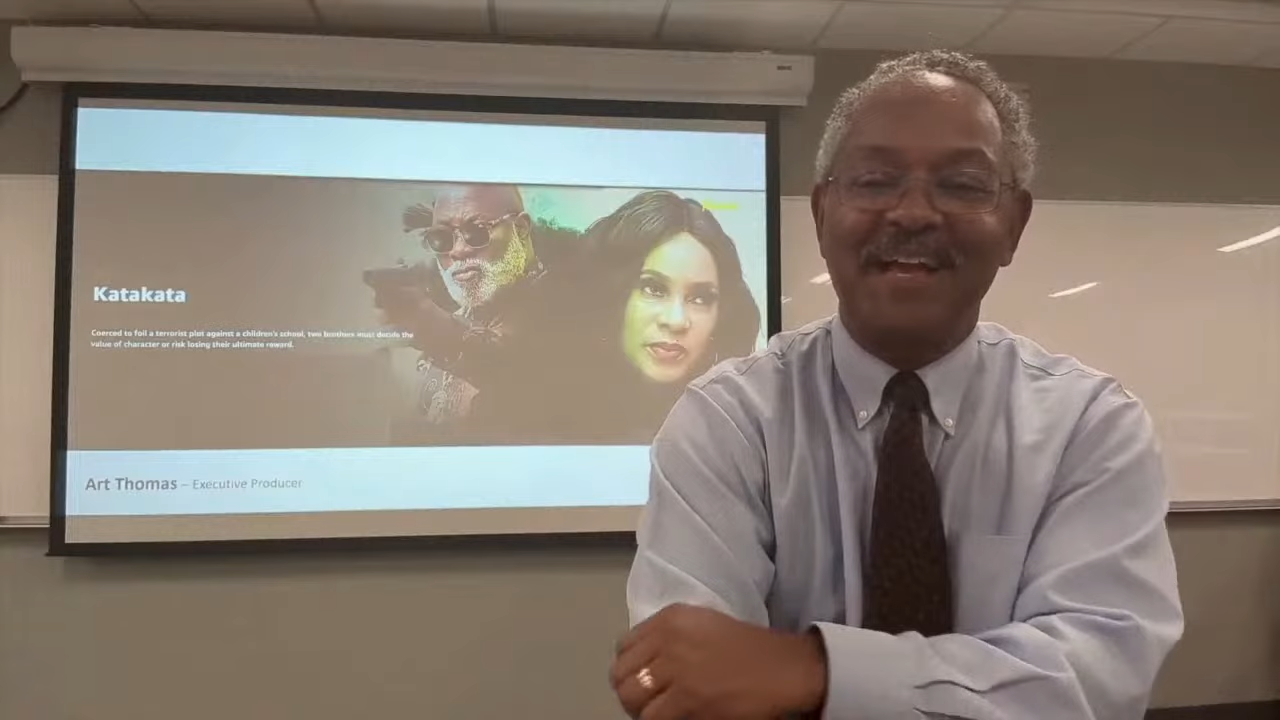 Katakata
Coerced to foil a terrorist plot against a children's school, two brothers must decide the
value of character or risk losing their ultimate reward.
Art Thomas – Executive Producer